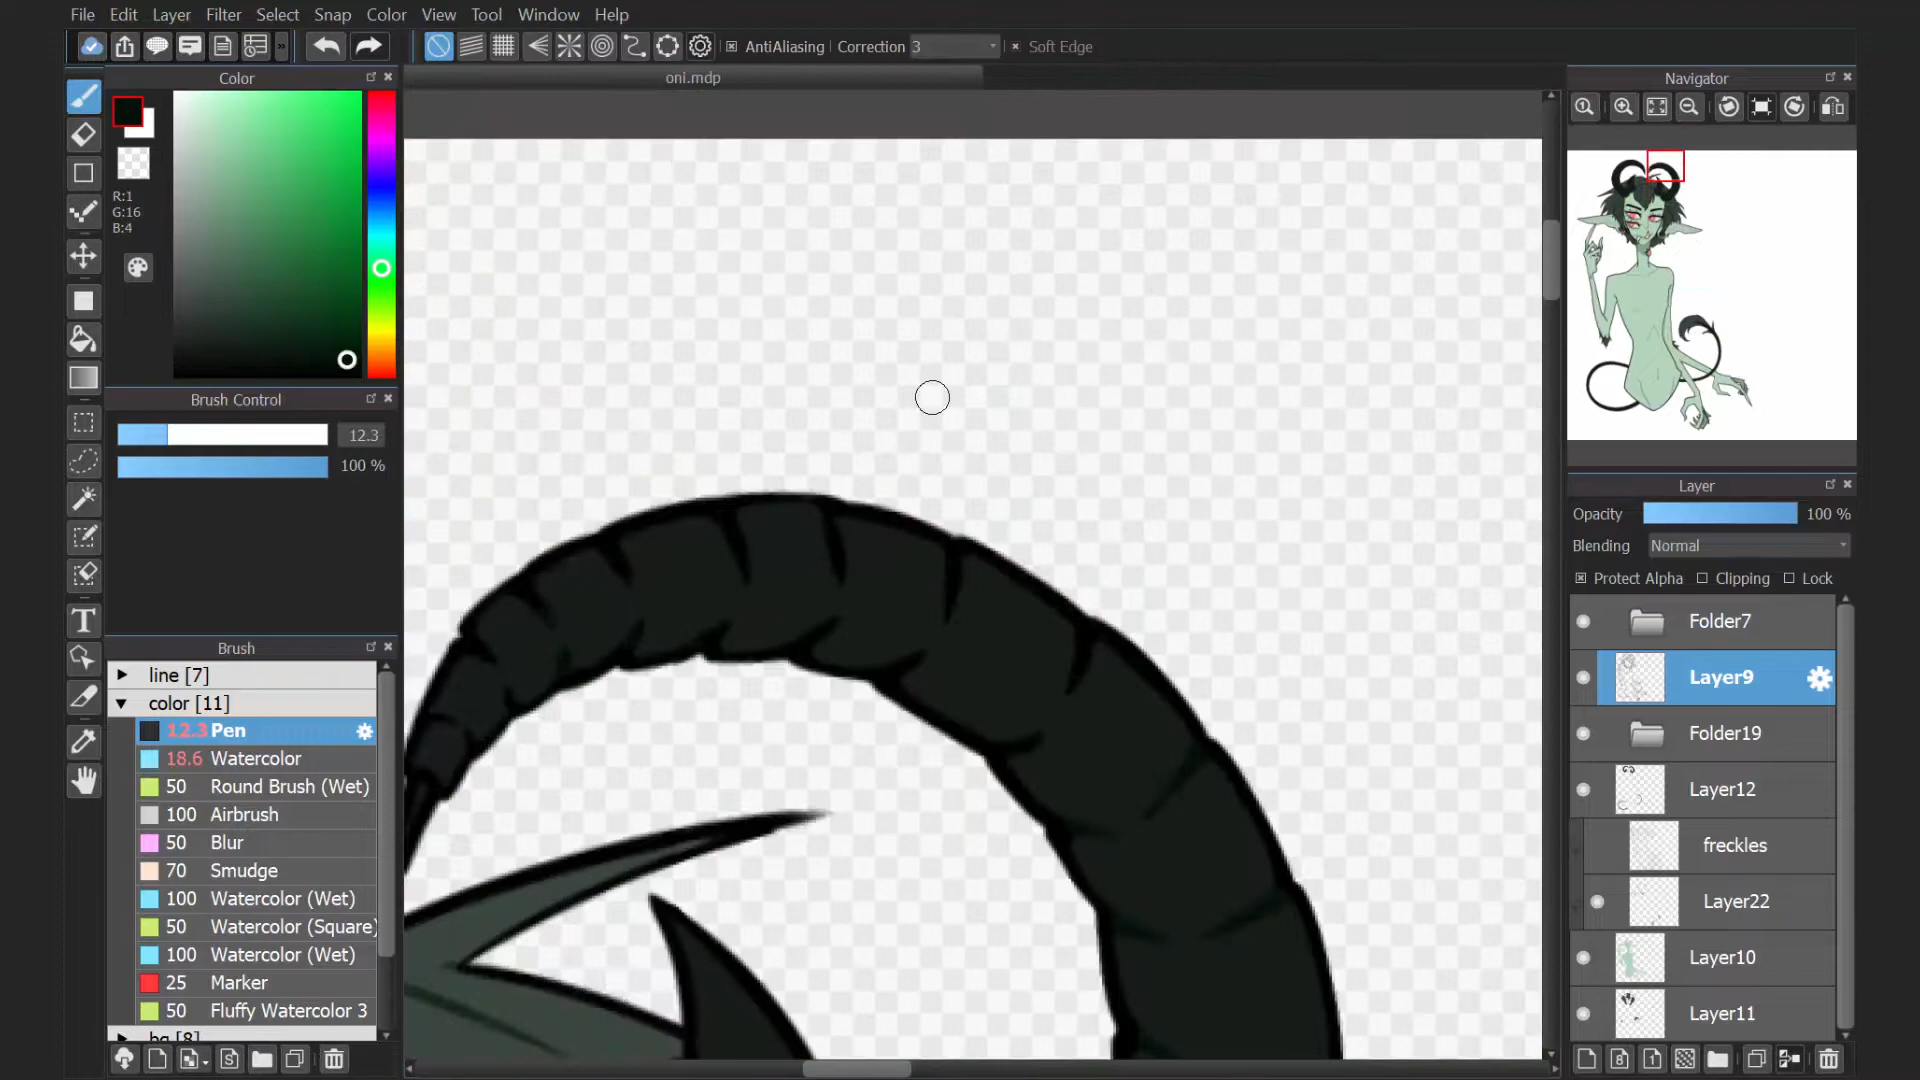 File Edit Layer Filter Select Snap Color View Tool Window Help
AntiAliasing Correction 3 Soft Edge
Color
oni.mdp
Navigator
R:1
G:16
B:4
Brush Control
12.3
100 %
Brush
line [7]
color [11]
12.3 Pen
18.6 Watercolor
50 Round Brush (Wet)
100 Airbrush
50 Blur
70 Smudge
100 Watercolor (Wet)
50 Watercolor (Square)
100 Watercolor (Wet)
25 Marker
50 Fluffy Watercolor 3
bg [8]
Layer
Opacity 100 %
Blending Normal
Protect Alpha Clipping Lock
Folder7
Layer9
Folder19
Layer12
freckles
Layer22
Layer10
Layer11